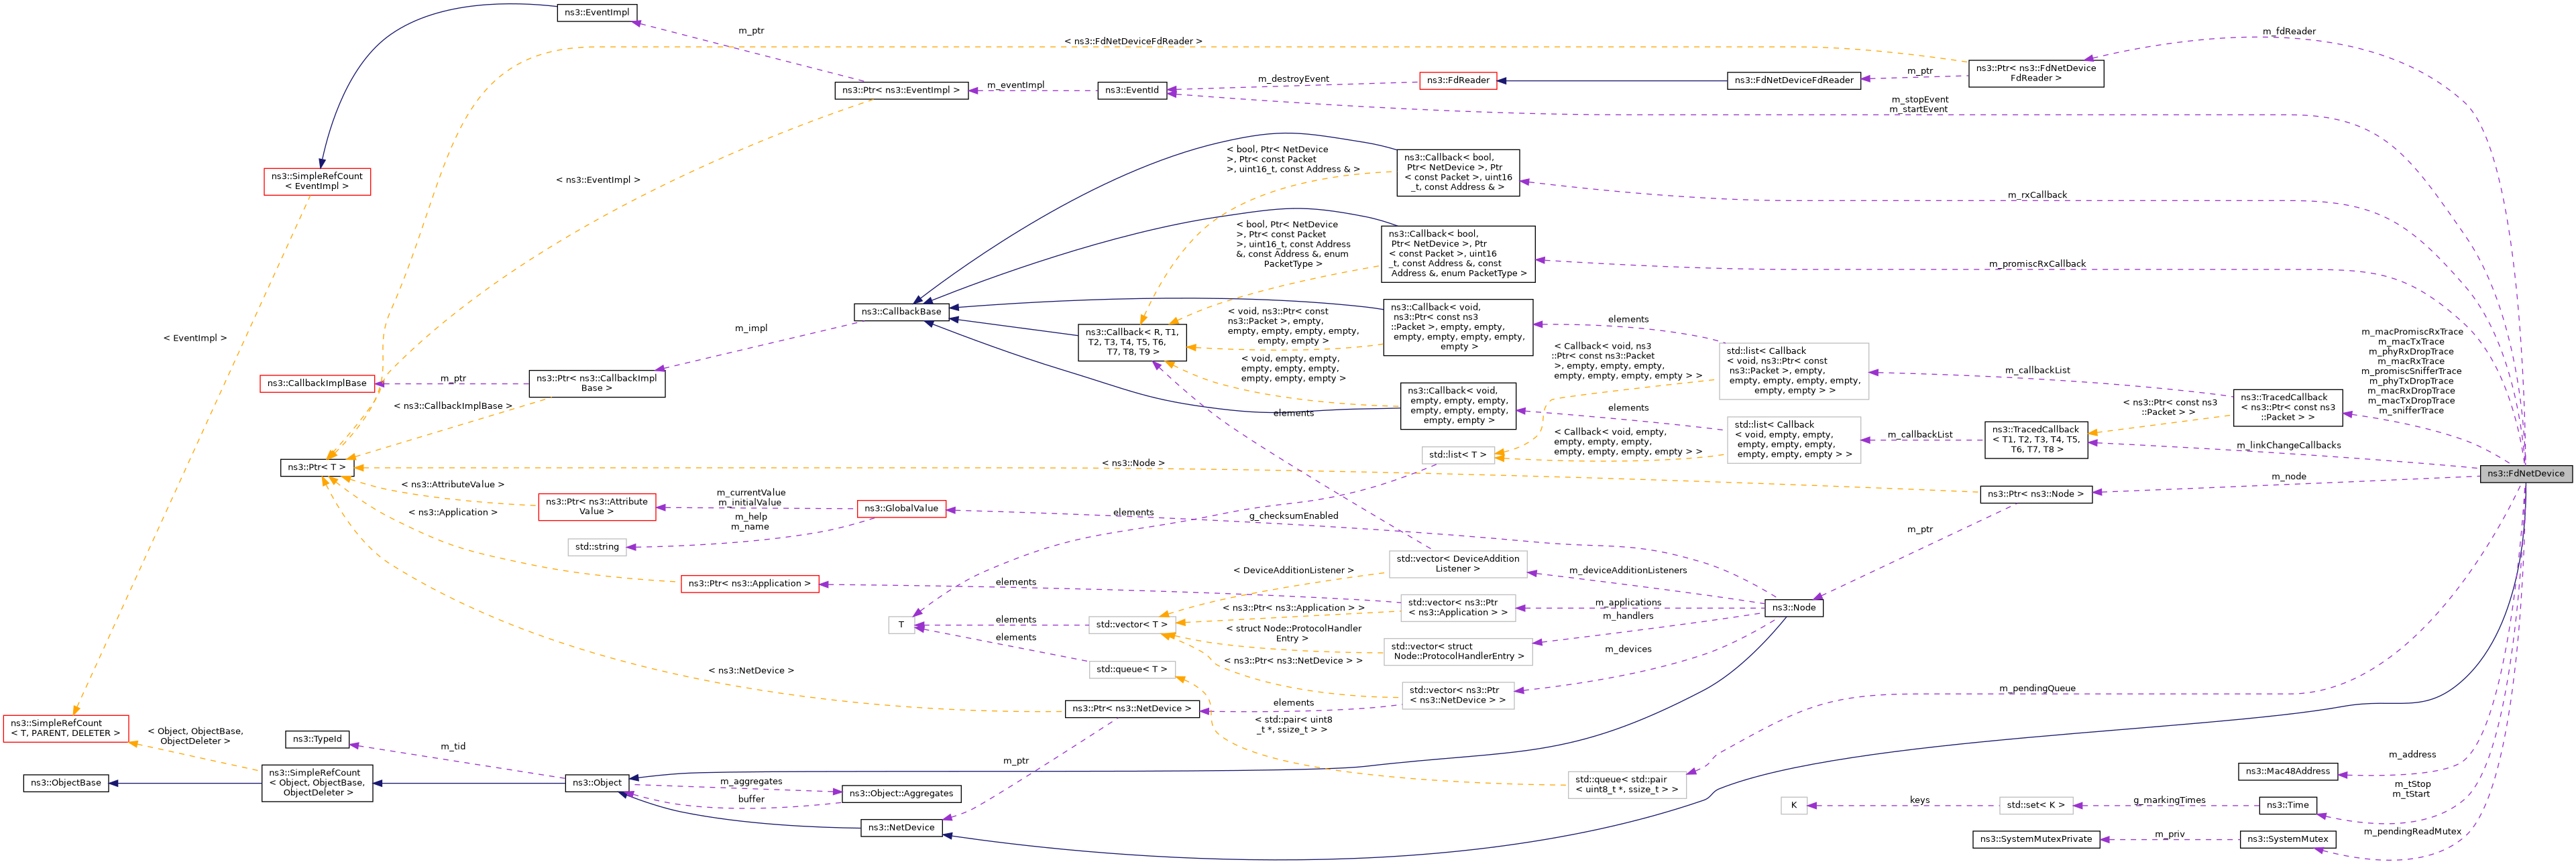 ns3::EventImpl
m_ptr
< ns3::FdNetDeviceFdReader >
m_fdReader
ns3::Ptr< ns3::EventImpl >
m_eventImpl
ns3::EventId
m_destroyEvent
ns3::FdReader
ns3::FdNetDeviceFdReader
m_ptr
ns3::Ptr< ns3::FdNetDevice
FdReader >
m_stopEvent
m_startEvent
ns3::SimpleRefCount
< EventImpl >
< ns3::EventImpl >
< bool, Ptr< NetDevice
>, Ptr< const Packet
>, uint16_t, const Address & >
ns3::Callback< bool,
Ptr< NetDevice >, Ptr
< const Packet >, uint16
_t, const Address & >
m_rxCallback
< bool, Ptr< NetDevice
>, Ptr< const Packet
>, uint16_t, const Address
&, const Address &, enum
PacketType >
ns3::Callback< bool,
Ptr< NetDevice >, Ptr
< const Packet >, uint16
_t, const Address &, const
Address &, enum PacketType >
m_promiscRxCallback
< EventImpl >
m_impl
ns3::CallbackBase
ns3::Callback< R, T1,
T2, T3, T4, T5, T6,
T7, T8, T9 >
< void, ns3::Ptr< const
ns3::Packet >, empty,
empty, empty, empty, empty,
empty, empty >
ns3::Callback< void,
ns3::Ptr< const ns3
::Packet >, empty, empty,
empty, empty, empty, empty,
empty >
elements
< void, empty, empty,
empty, empty, empty,
empty, empty, empty >
ns3::Callback< void,
empty, empty, empty,
empty, empty, empty,
empty, empty >
elements
< Callback< void, ns3
::Ptr< const ns3::Packet
>, empty, empty, empty,
empty, empty, empty, empty > >
std::list< Callback
< void, ns3::Ptr< const
ns3::Packet >, empty,
empty, empty, empty, empty,
empty, empty > >
m_callbackList
m_macPromiscRxTrace
m_macTxTrace
m_phyRxDropTrace
m_macRxTrace
m_promiscSnifferTrace
m_phyTxDropTrace
m_macRxDropTrace
m_macTxDropTrace
m_snifferTrace
ns3::CallbackImplBase
m_ptr
ns3::Ptr< ns3::CallbackImpl
Base >
< ns3::CallbackImplBase >
elements
< Callback< void, empty,
empty, empty, empty,
empty, empty, empty, empty > >
std::list< Callback
< void, empty, empty,
empty, empty, empty,
empty, empty, empty > >
m_callbackList
ns3::TracedCallback
< T1, T2, T3, T4, T5,
T6, T7, T8 >
< ns3::Ptr< const ns3
::Packet > >
ns3::TracedCallback
< ns3::Ptr< const ns3
::Packet > >
m_linkChangeCallbacks
ns3::FdNetDevice
std::list< T >
ns3::Ptr< T >
< ns3::Node >
< ns3::AttributeValue >
ns3::Ptr< ns3::Attribute
Value >
m_currentValue
m_initialValue
ns3::GlobalValue
m_help
m_name
std::string
< ns3::Application >
elements
g_checksumEnabled
ns3::Ptr< ns3::Node >
m_node
m_ptr
ns3::Ptr< ns3::Application >
elements
< DeviceAdditionListener >
std::vector< DeviceAddition
Listener >
m_deviceAdditionListeners
< ns3::Ptr< ns3::Application > >
std::vector< ns3::Ptr
< ns3::Application > >
m_applications
ns3::Node
T
elements
std::vector< T >
< struct Node::ProtocolHandler
Entry >
std::vector< struct
Node::ProtocolHandlerEntry >
m_handlers
elements
std::queue< T >
< ns3::Ptr< ns3::NetDevice > >
std::vector< ns3::Ptr
< ns3::NetDevice > >
m_devices
< ns3::NetDevice >
ns3::Ptr< ns3::NetDevice >
elements
m_pendingQueue
< std::pair< uint8
_t *, ssize_t > >
ns3::SimpleRefCount
< T, PARENT, DELETER >
< Object, ObjectBase,
ObjectDeleter >
ns3::TypeId
m_tid
m_ptr
ns3::ObjectBase
ns3::SimpleRefCount
< Object, ObjectBase,
ObjectDeleter >
ns3::Object
m_aggregates
buffer
ns3::Object::Aggregates
ns3::NetDevice
std::queue< std::pair
< uint8_t *, ssize_t > >
ns3::Mac48Address
m_address
K
keys
std::set< K >
g_markingTimes
ns3::Time
m_tStop
m_tStart
ns3::SystemMutexPrivate
m_priv
ns3::SystemMutex
m_pendingReadMutex